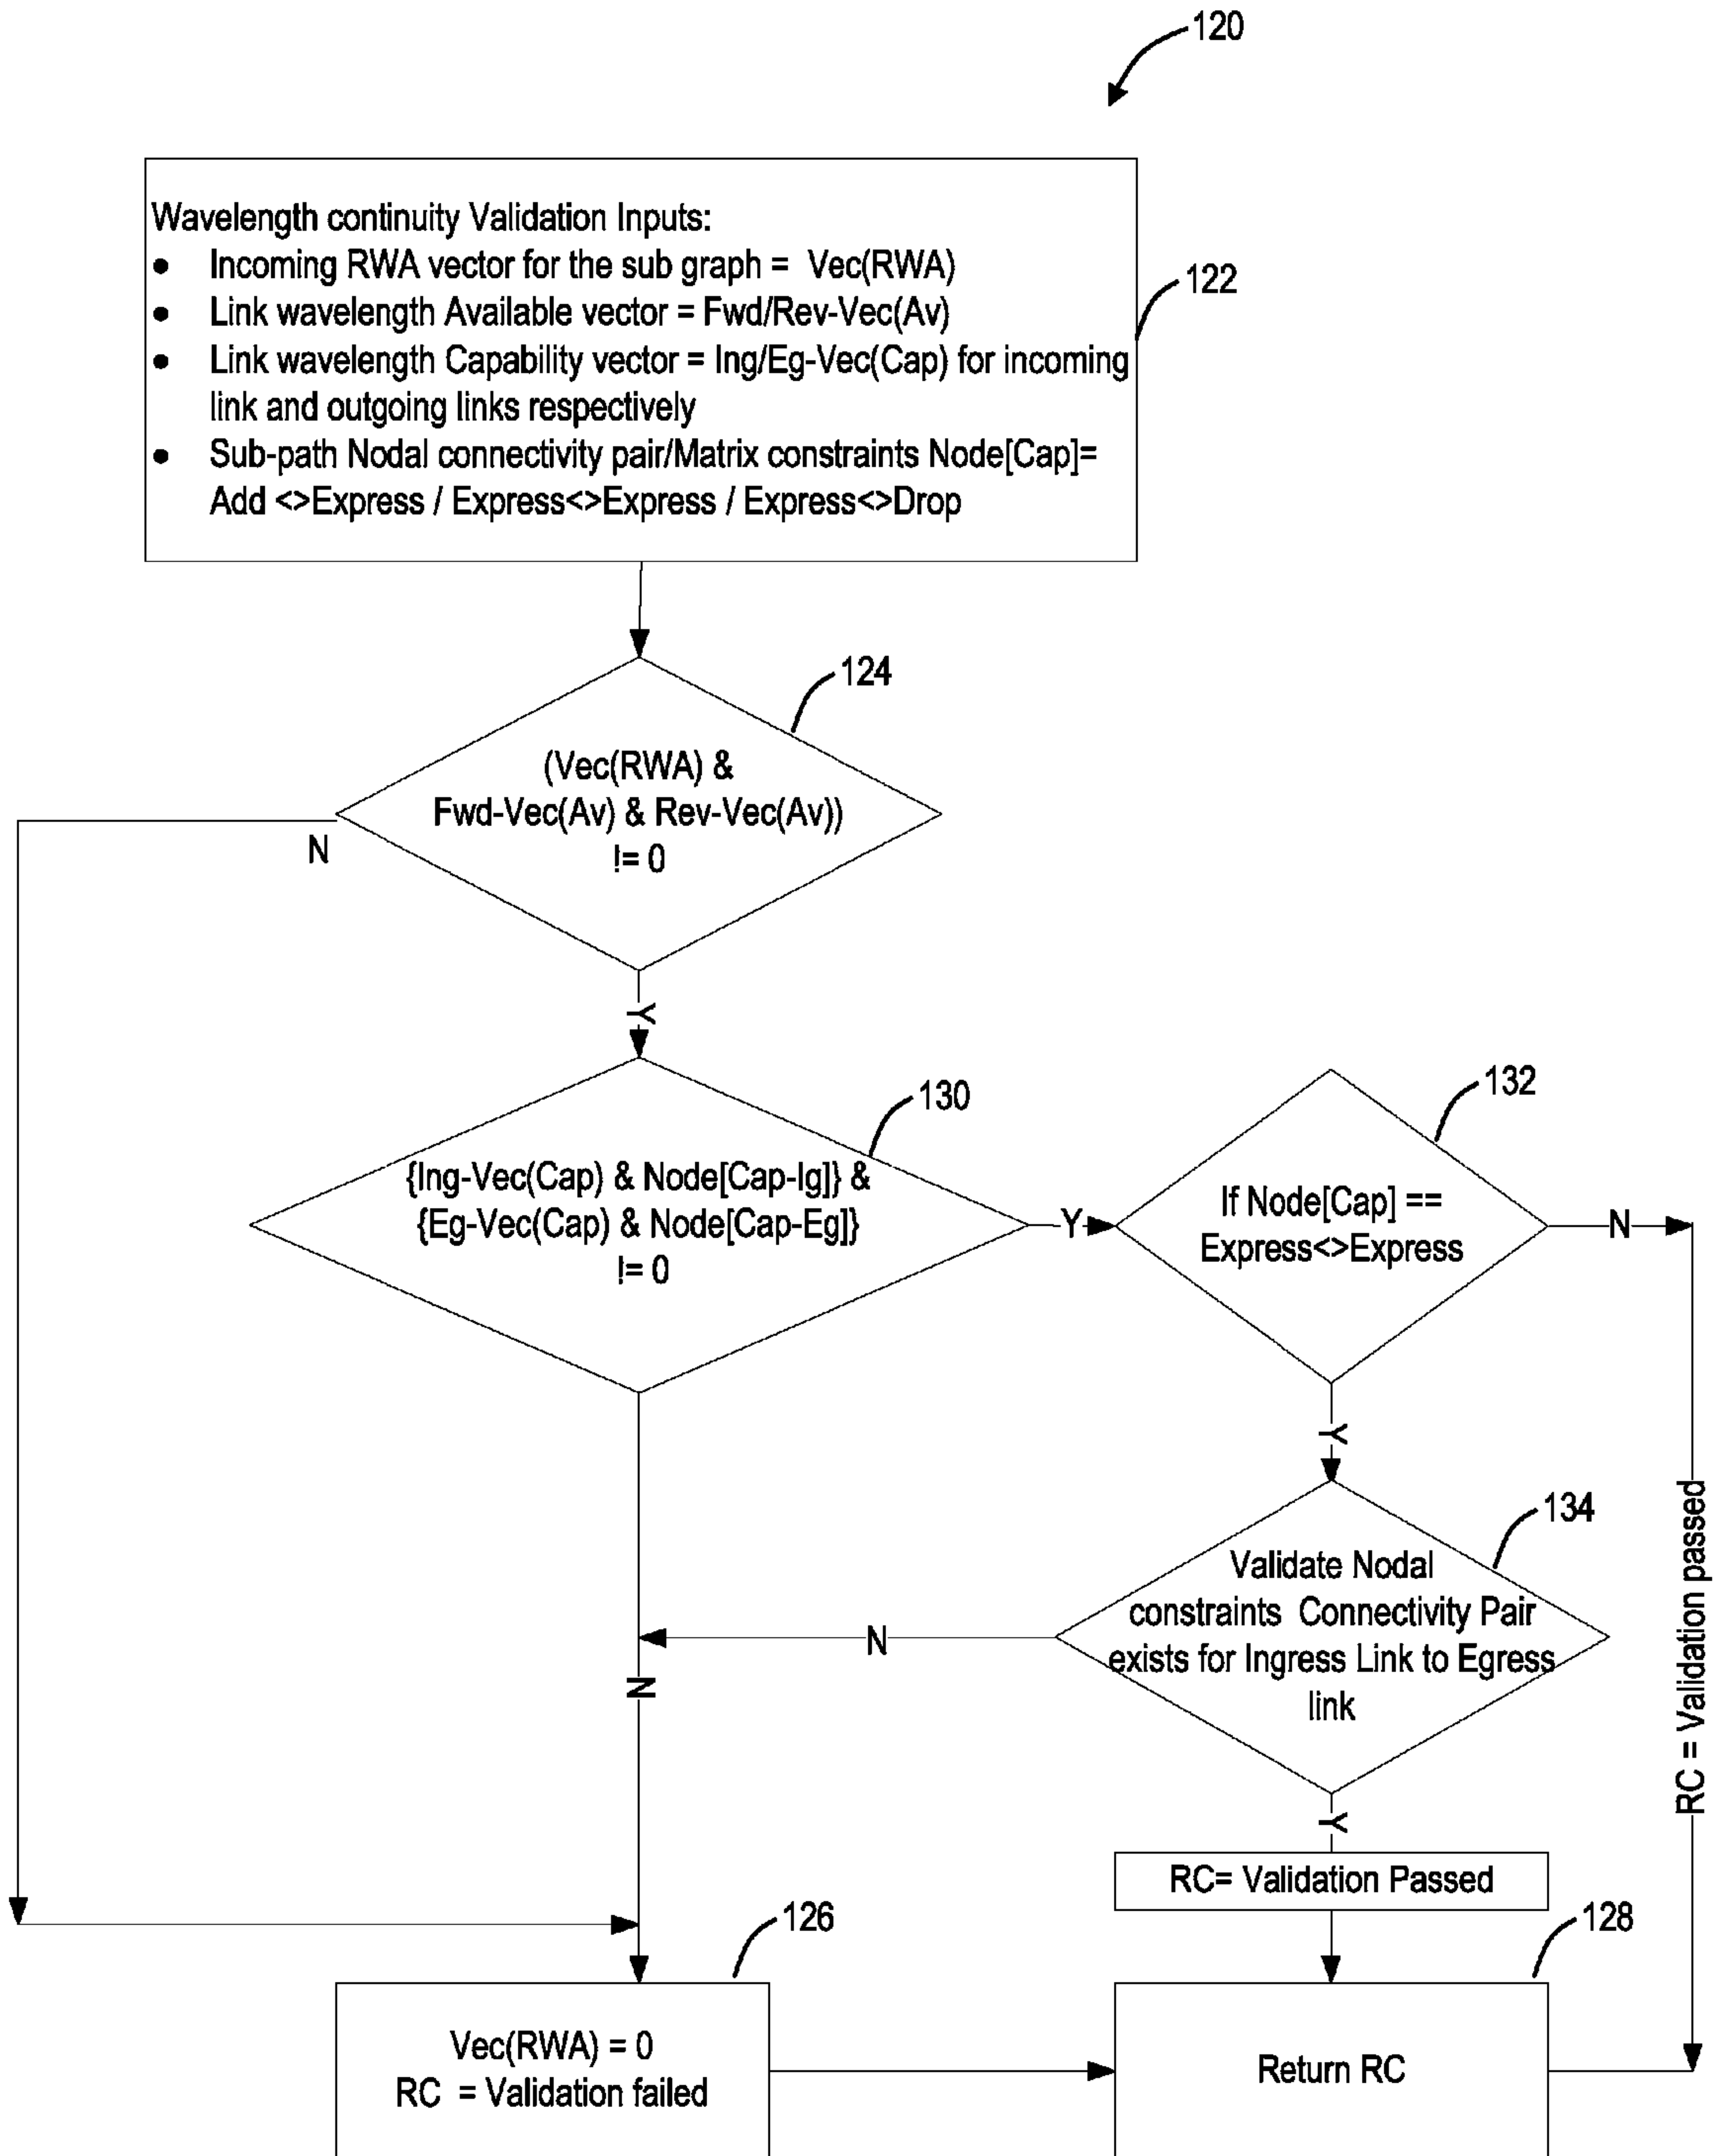 120
Wavelength continuity Validation Inputs:
● Incoming RWA vector for the sub graph = Vec(RWA)
● Link wavelength Available vector = Fwd/Rev-Vec(Av)
● Link wavelength Capability vector = Ing/Eg-Vec(Cap) for incoming
link and outgoing links respectively
● Sub-path Nodal connectivity pair/Matrix constraints Node[Cap]=
Add <>Express / Express<>Express / Express<>Drop
122
124
(Vec(RWA) &
Fwd-Vec(Av) & Rev-Vec(Av))
!= 0
N
Y
130
{Ing-Vec(Cap) & Node[Cap-Ig]} &
{Eg-Vec(Cap) & Node[Cap-Eg]}
!= 0
Y
132
If Node[Cap] ==
Express<>Express
N
Y
134
Validate Nodal
constraints Connectivity Pair
exists for Ingress Link to Egress
link
N
N
Y
RC = Validation passed
RC= Validation Passed
126
Vec(RWA) = 0
RC = Validation failed
128
Return RC